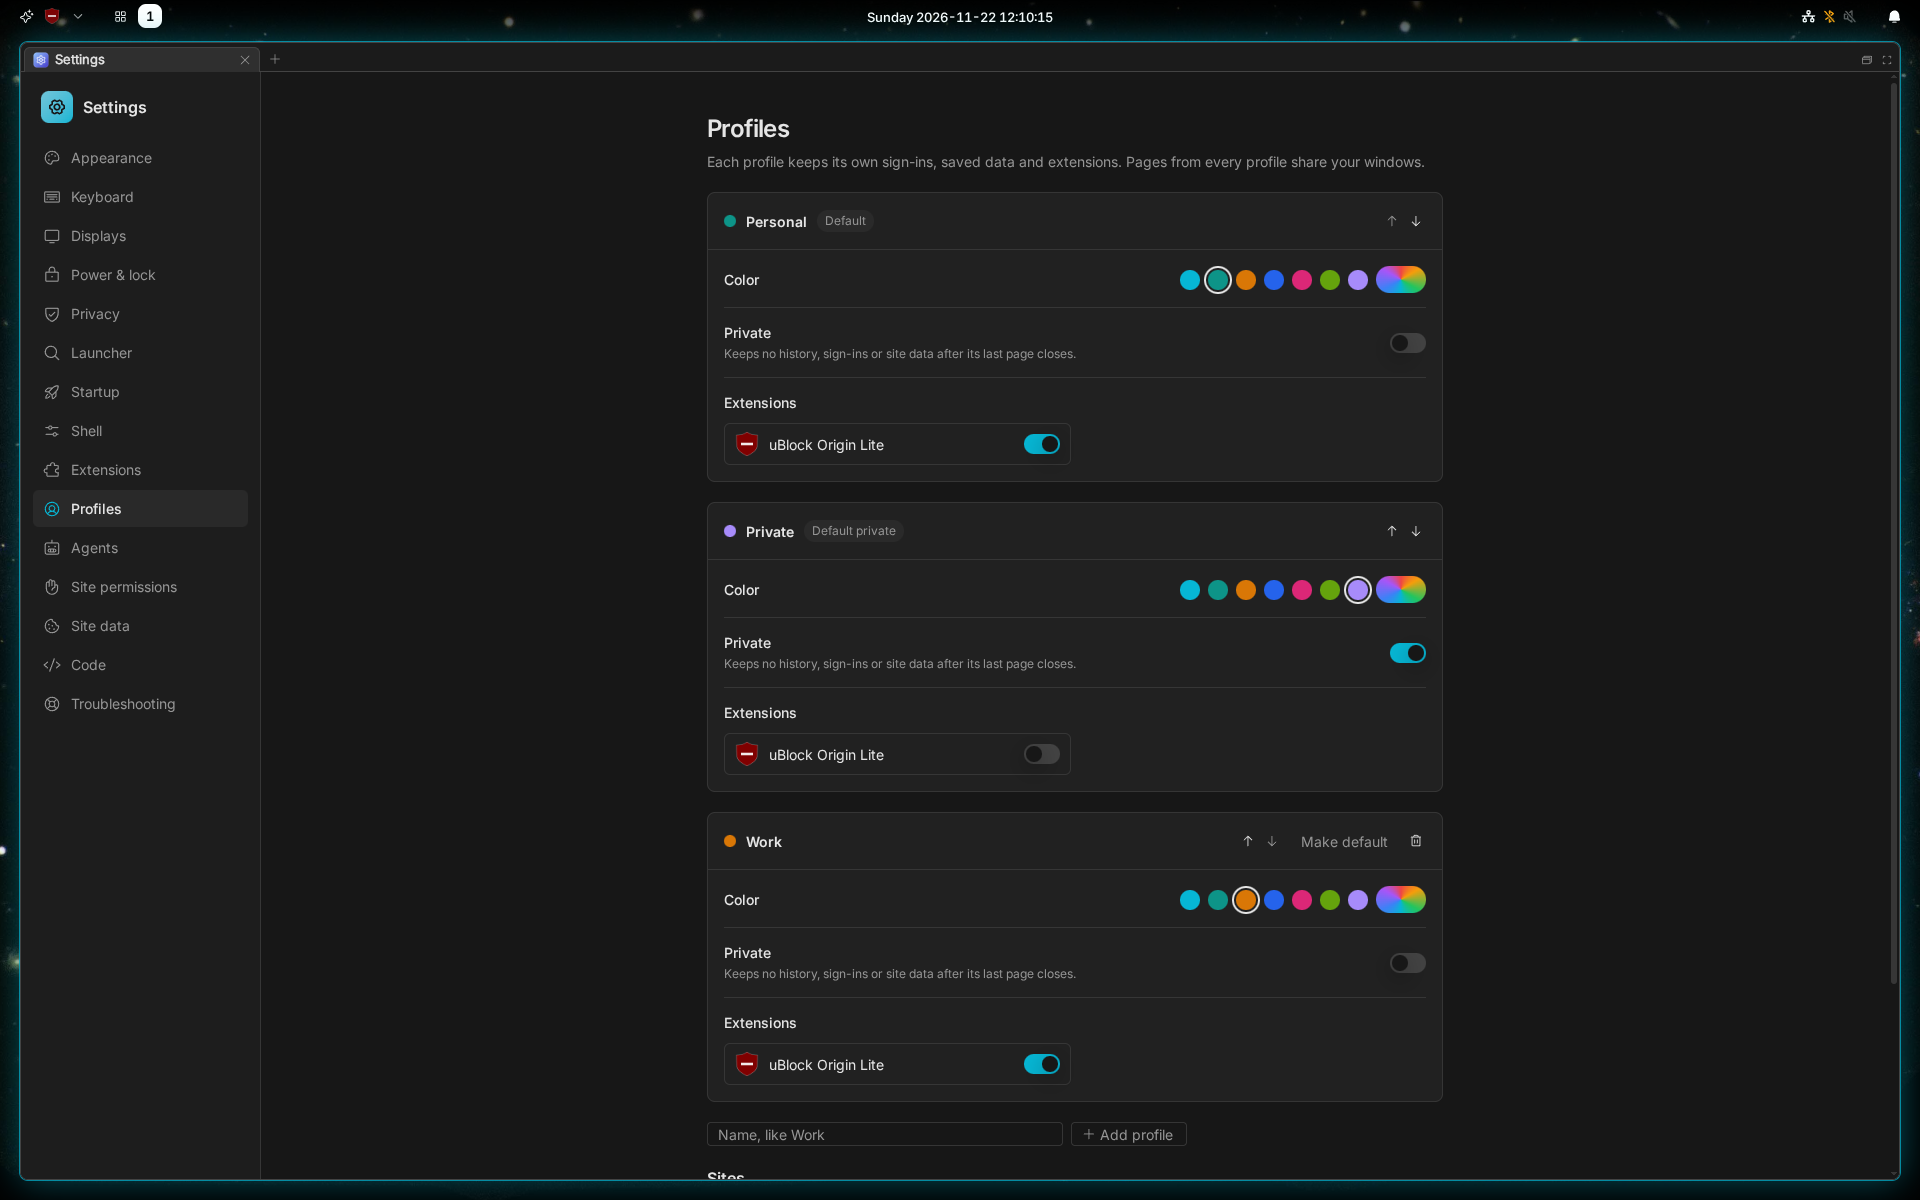 1
Sunday 2026-11-22 12:10:15
Settings
Settings
Appearance
Keyboard
Displays
Power & lock
Privacy
Launcher
Startup
Shell
Extensions
Profiles
Agents
Site permissions
Site data
Code
Troubleshooting
Profiles
Each profile keeps its own sign-ins, saved data and extensions. Pages from every profile share your windows.
Personal Default
Color
Private
Keeps no history, sign-ins or site data after its last page closes.
Extensions
uBlock Origin Lite
Private Default private
Color
Private
Keeps no history, sign-ins or site data after its last page closes.
Extensions
uBlock Origin Lite
Work Make default
Color
Private
Keeps no history, sign-ins or site data after its last page closes.
Extensions
uBlock Origin Lite
Name, like Work Add profile
Sites